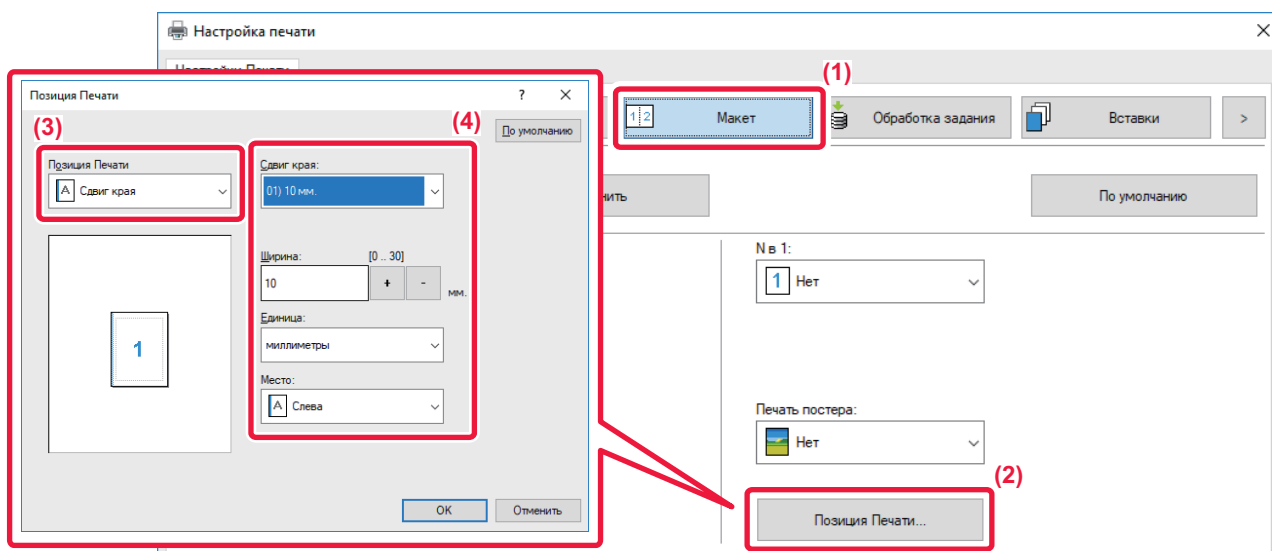 Настройка печати
Настройки Печати
(1)
1 2
Макет
Обработка задания
Вставки
>
нить
По умолчанию
N в 1:
1 Нет
Печать постера:
Нет
(2)
Позиция Печати...
Позиция Печати
?
(3)
(4)
По умолчанию
Позиция Печати
A Сдвиг края
1
Сдвиг края:
01) 10 мм.
Ширина: [0 .. 30]
10 + - мм.
Единица:
миллиметры
Место:
A Слева
OK
Отменить